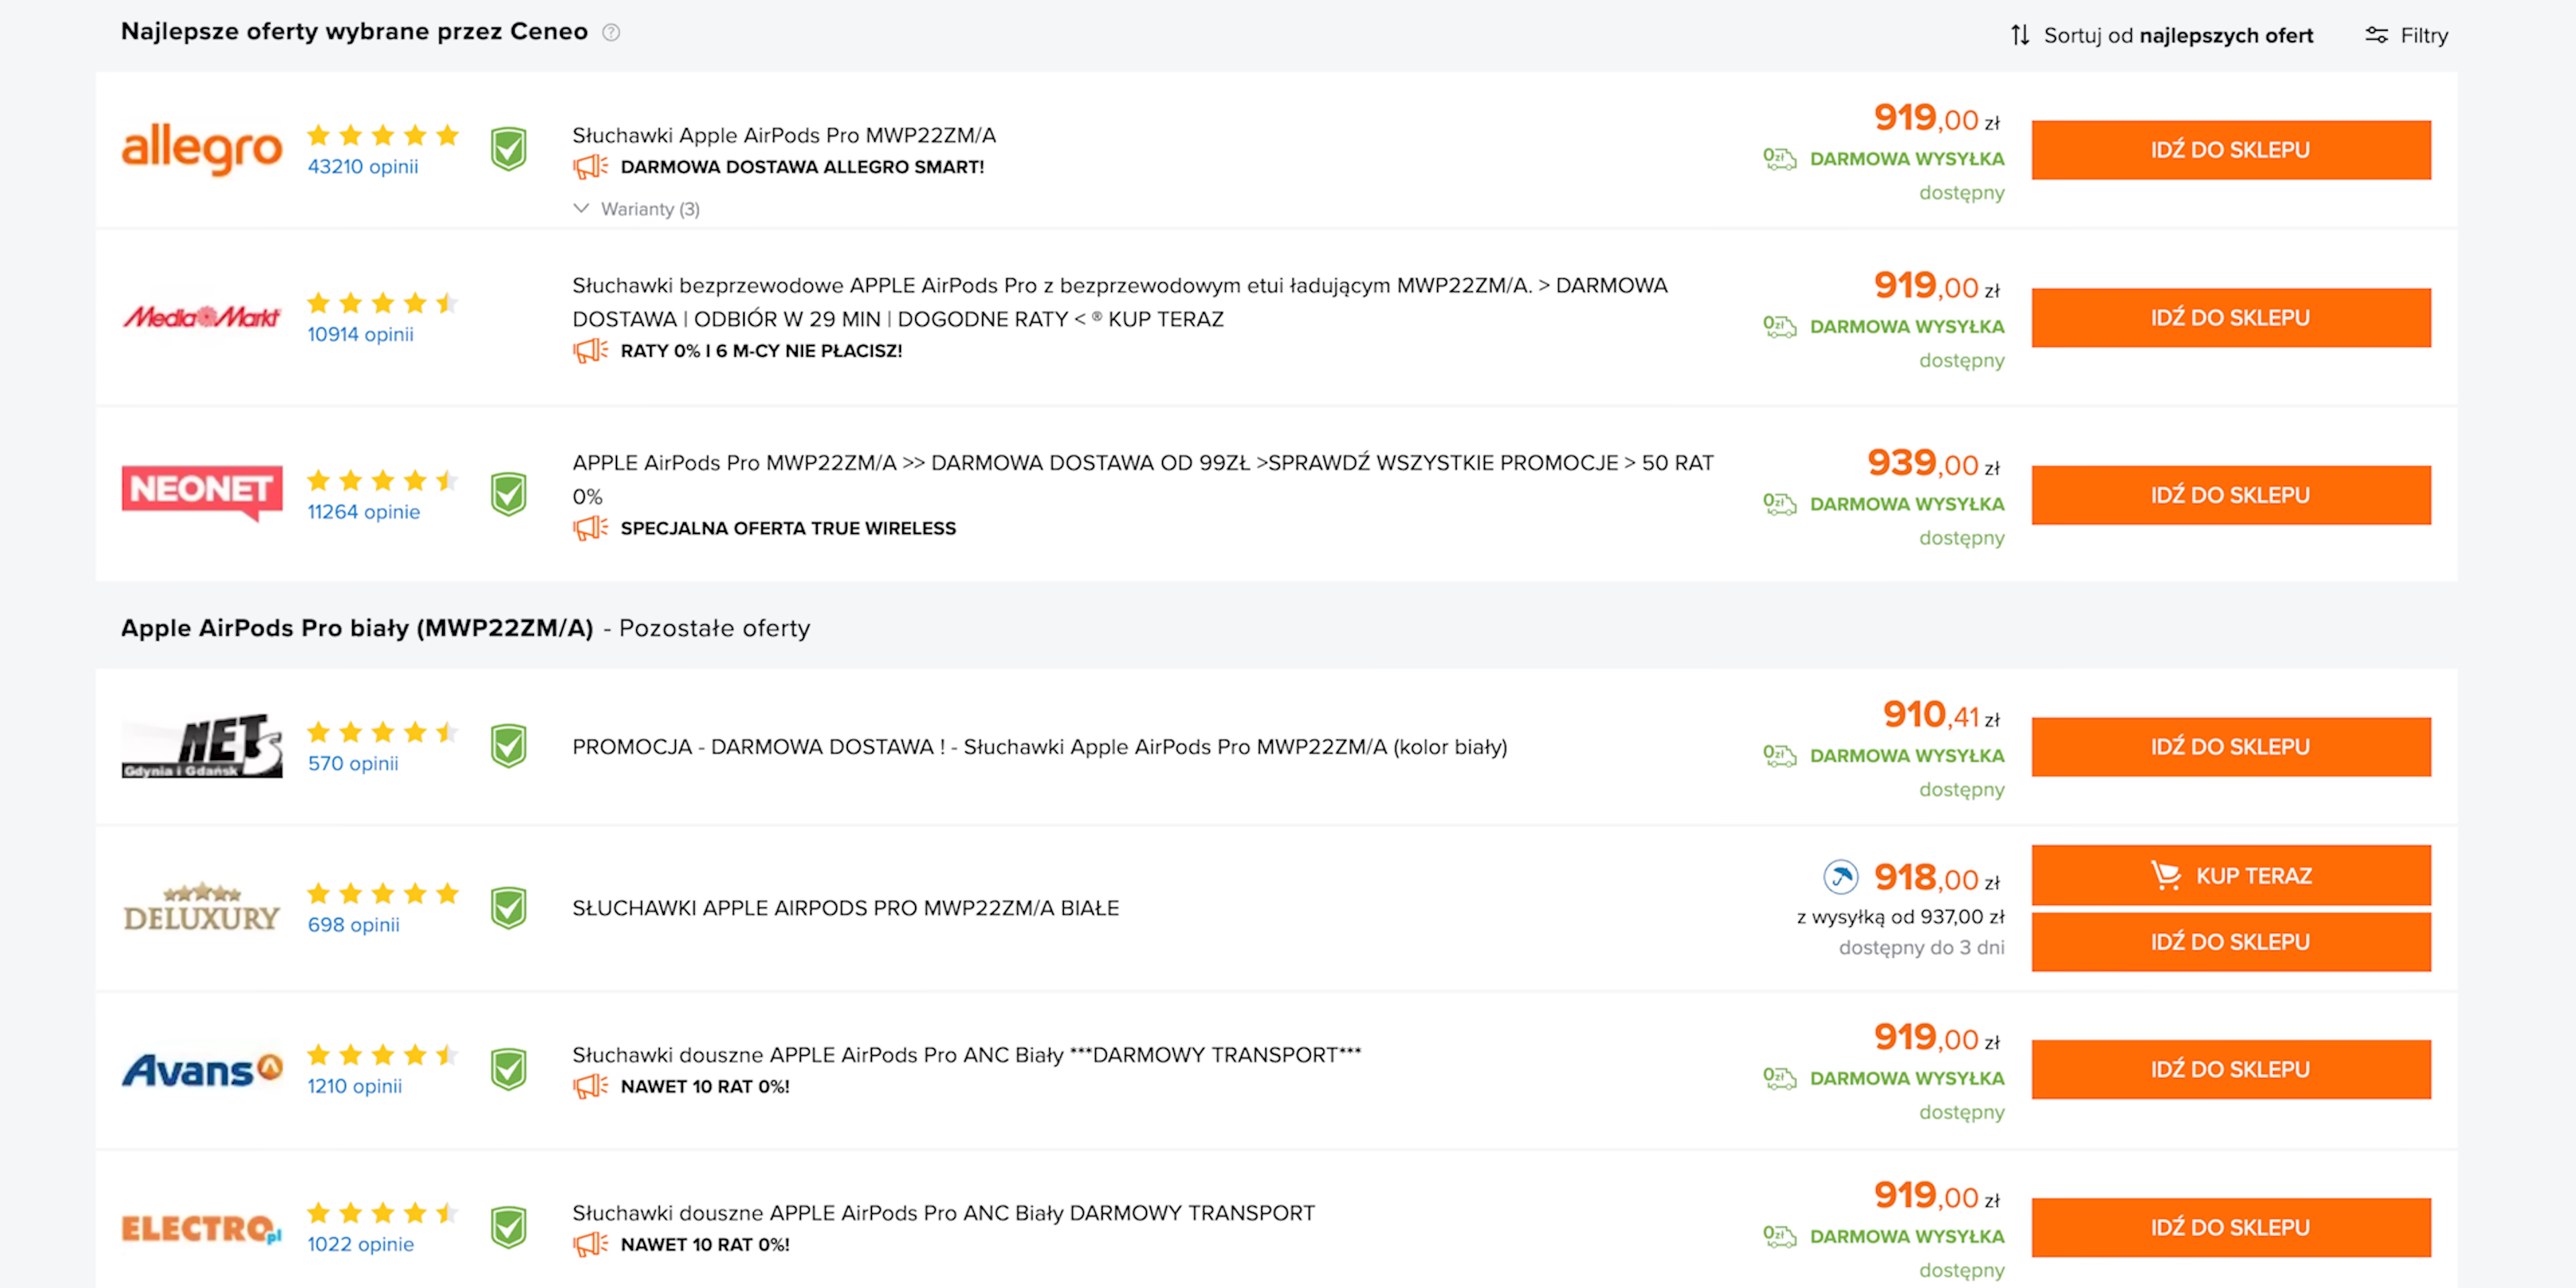 Najlepsze oferty wybrane przez Ceneo ?
Sortuj od najlepszych ofert Filtry
allegro
43210 opinii
Słuchawki Apple AirPods Pro MWP22ZM/A
DARMOWA DOSTAWA ALLEGRO SMART!
Warianty (3)
919,00 zł
0zł DARMOWA WYSYŁKA
dostępny
IDŹ DO SKLEPU
Media Markt
10914 opinii
Słuchawki bezprzewodowe APPLE AirPods Pro z bezprzewodowym etui ładującym MWP22ZM/A. > DARMOWA
DOSTAWA | ODBIÓR W 29 MIN | DOGODNE RATY < ® KUP TERAZ
RATY 0% I 6 M-CY NIE PŁACISZ!
919,00 zł
0zł DARMOWA WYSYŁKA
dostępny
IDŹ DO SKLEPU
NEONET
11264 opinie
APPLE AirPods Pro MWP22ZM/A >> DARMOWA DOSTAWA OD 99ZŁ >SPRAWDŹ WSZYSTKIE PROMOCJE > 50 RAT
0%
SPECJALNA OFERTA TRUE WIRELESS
939,00 zł
0zł DARMOWA WYSYŁKA
dostępny
IDŹ DO SKLEPU
Apple AirPods Pro biały (MWP22ZM/A) - Pozostałe oferty
NETs
Gdynia i Gdańsk
570 opinii
PROMOCJA - DARMOWA DOSTAWA ! - Słuchawki Apple AirPods Pro MWP22ZM/A (kolor biały)
910,41 zł
0zł DARMOWA WYSYŁKA
dostępny
IDŹ DO SKLEPU
DELUXURY
698 opinii
SŁUCHAWKI APPLE AIRPODS PRO MWP22ZM/A BIAŁE
918,00 zł
z wysyłką od 937,00 zł
dostępny do 3 dni
KUP TERAZ
IDŹ DO SKLEPU
Avans
1210 opinii
Słuchawki douszne APPLE AirPods Pro ANC Biały ***DARMOWY TRANSPORT***
NAWET 10 RAT 0%!
919,00 zł
0zł DARMOWA WYSYŁKA
dostępny
IDŹ DO SKLEPU
ELECTRO.pl
1022 opinie
Słuchawki douszne APPLE AirPods Pro ANC Biały DARMOWY TRANSPORT
NAWET 10 RAT 0%!
919,00 zł
0zł DARMOWA WYSYŁKA
dostępny
IDŹ DO SKLEPU